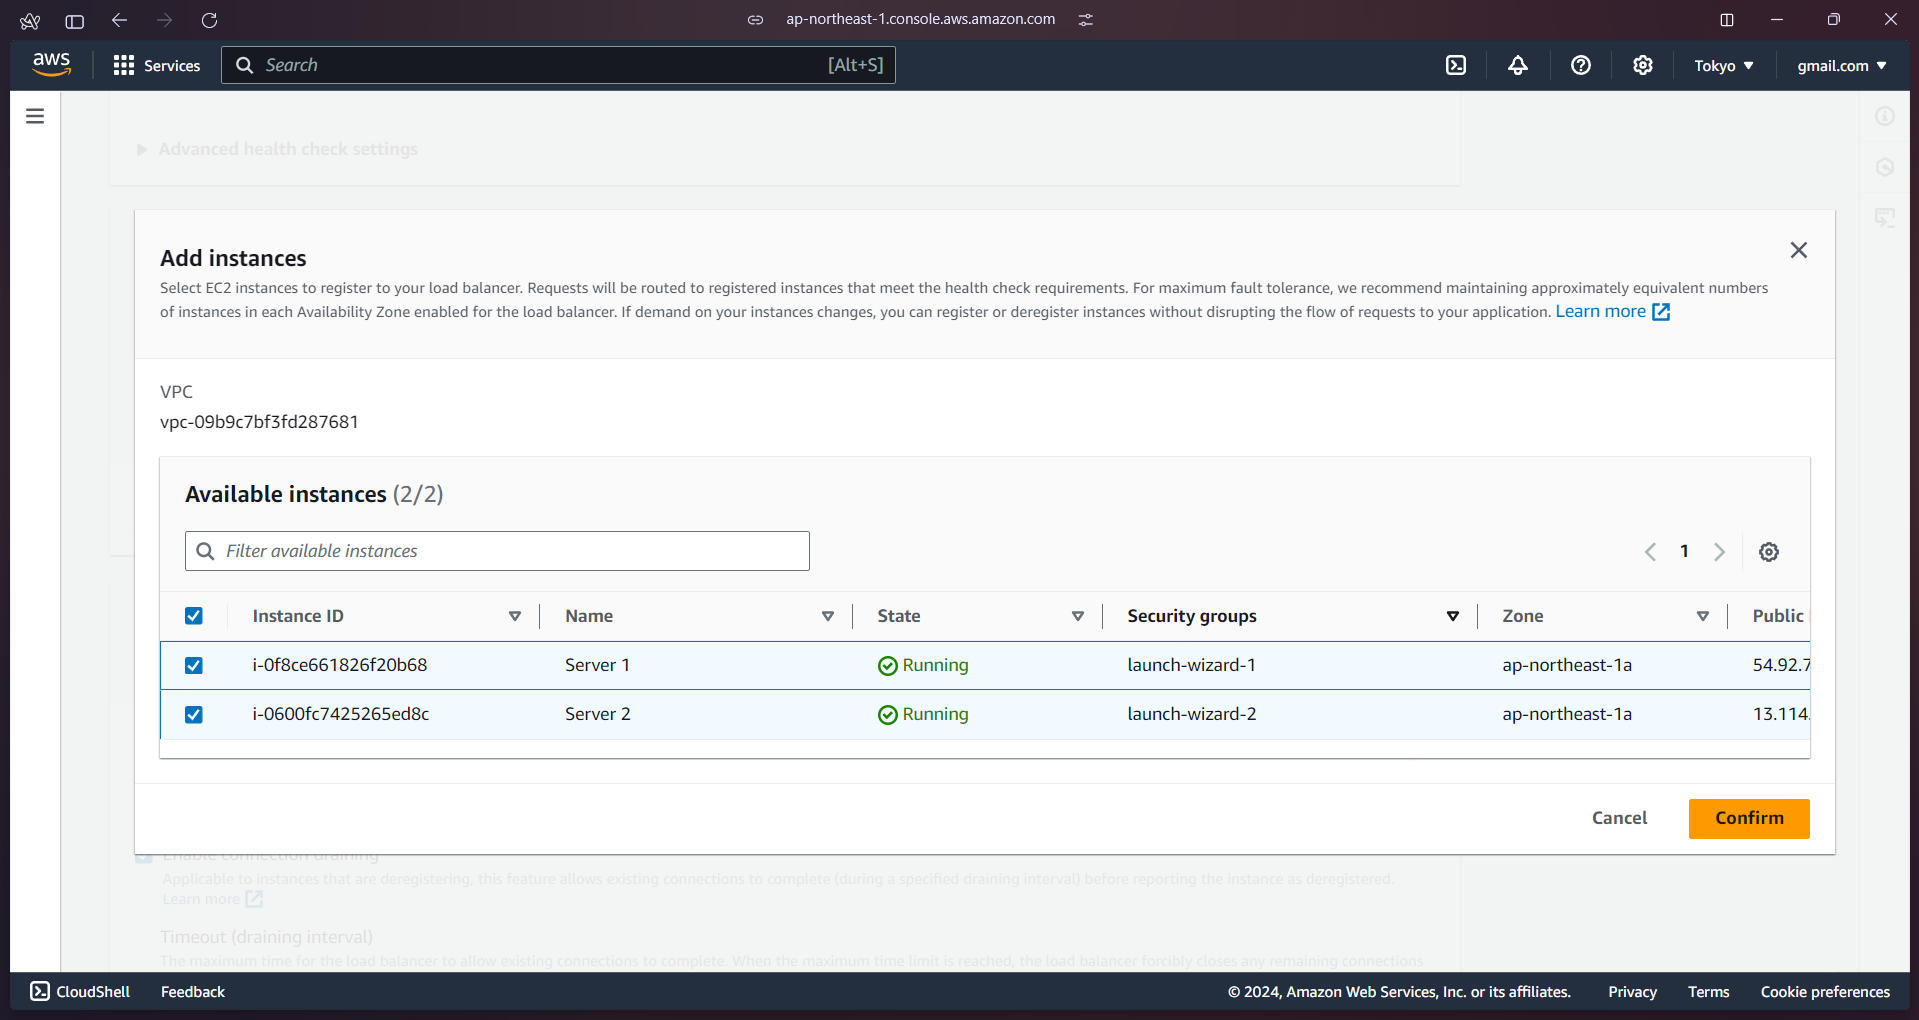 ap-northeast-1.console.aws.amazon.com
aws
Services
Search
[Alt+S]
Tokyo
gmail.com
Advanced health check settings
Add instances
Select EC2 instances to register to your load balancer. Requests will be routed to registered instances that meet the health check requirements. For maximum fault tolerance, we recommend maintaining approximately equivalent numbers
of instances in each Availability Zone enabled for the load balancer. If demand on your instances changes, you can register or deregister instances without disrupting the flow of requests to your application. Learn more
VPC
vpc-09b9c7bf3fd287681
Available instances (2/2)
Filter available instances
1
Instance ID Name State Security groups Zone Public
i-0f8ce661826f20b68 Server 1 Running launch-wizard-1 ap-northeast-1a 54.92.7
i-0600fc7425265ed8c Server 2 Running launch-wizard-2 ap-northeast-1a 13.114.
Cancel
Confirm
Enable connection draining
Applicable to instances that are deregistering, this feature allows existing connections to complete (during a specified draining interval) before reporting the instance as deregistered.
Learn more
Timeout (draining interval)
The maximum time for the load balancer to allow existing connections to complete. When the maximum time limit is reached, the load balancer forcibly closes any remaining connections
CloudShell
Feedback
© 2024, Amazon Web Services, Inc. or its affiliates.
Privacy
Terms
Cookie preferences